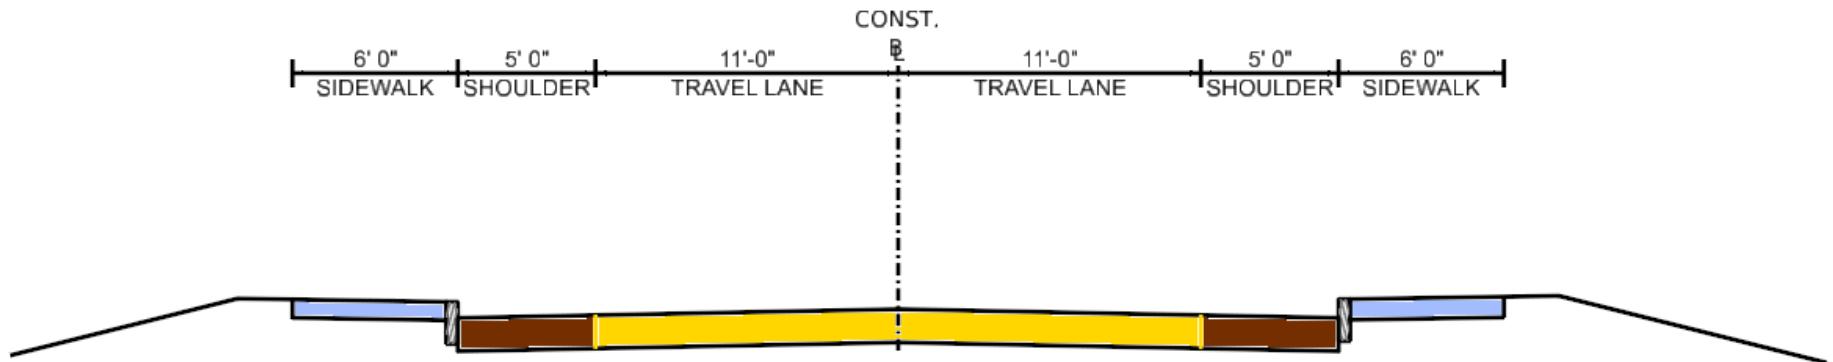 CONST.
BL
6' 0" 5' 0" 11'-0" 11'-0" 5' 0" 6' 0"
SIDEWALK SHOULDER TRAVEL LANE TRAVEL LANE SHOULDER SIDEWALK